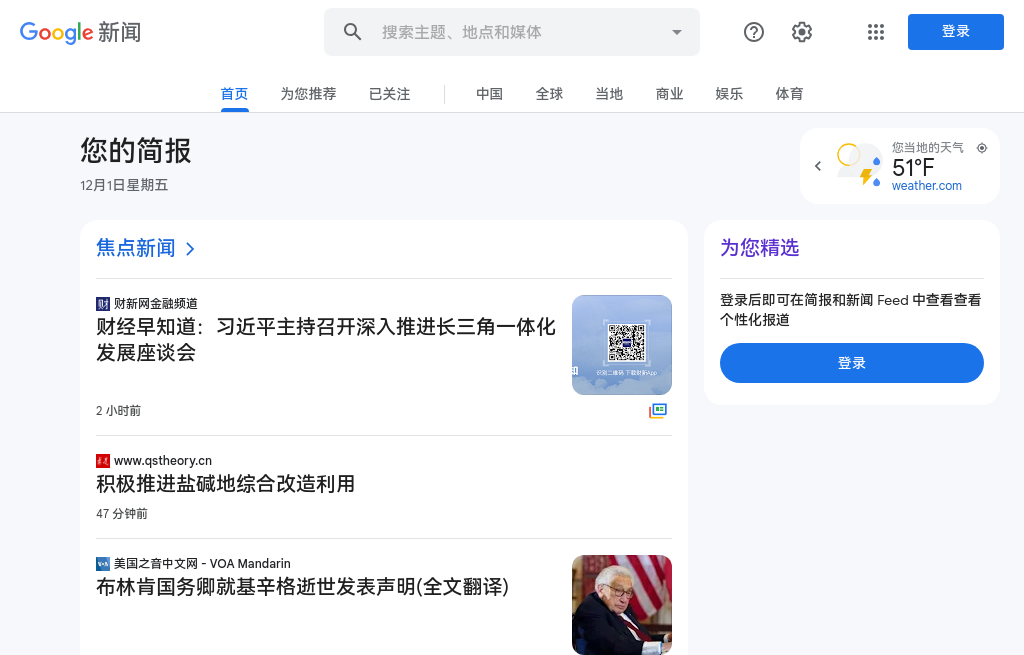 Google 新闻
搜索主题、地点和媒体
登录
首页
为您推荐
已关注
中国
全球
当地
商业
娱乐
体育
您的简报
12月1日星期五
您当地的天气
51°F
weather.com
焦点新闻
财新网金融频道
财经早知道：习近平主持召开深入推进长三角一体化
发展座谈会
2 小时前
www.qstheory.cn
积极推进盐碱地综合改造利用
47 分钟前
VOA
美国之音中文网 - VOA Mandarin
布林肯国务卿就基辛格逝世发表声明(全文翻译)
为您精选
登录后即可在简报和新闻 Feed 中查看查看
个性化报道
登录